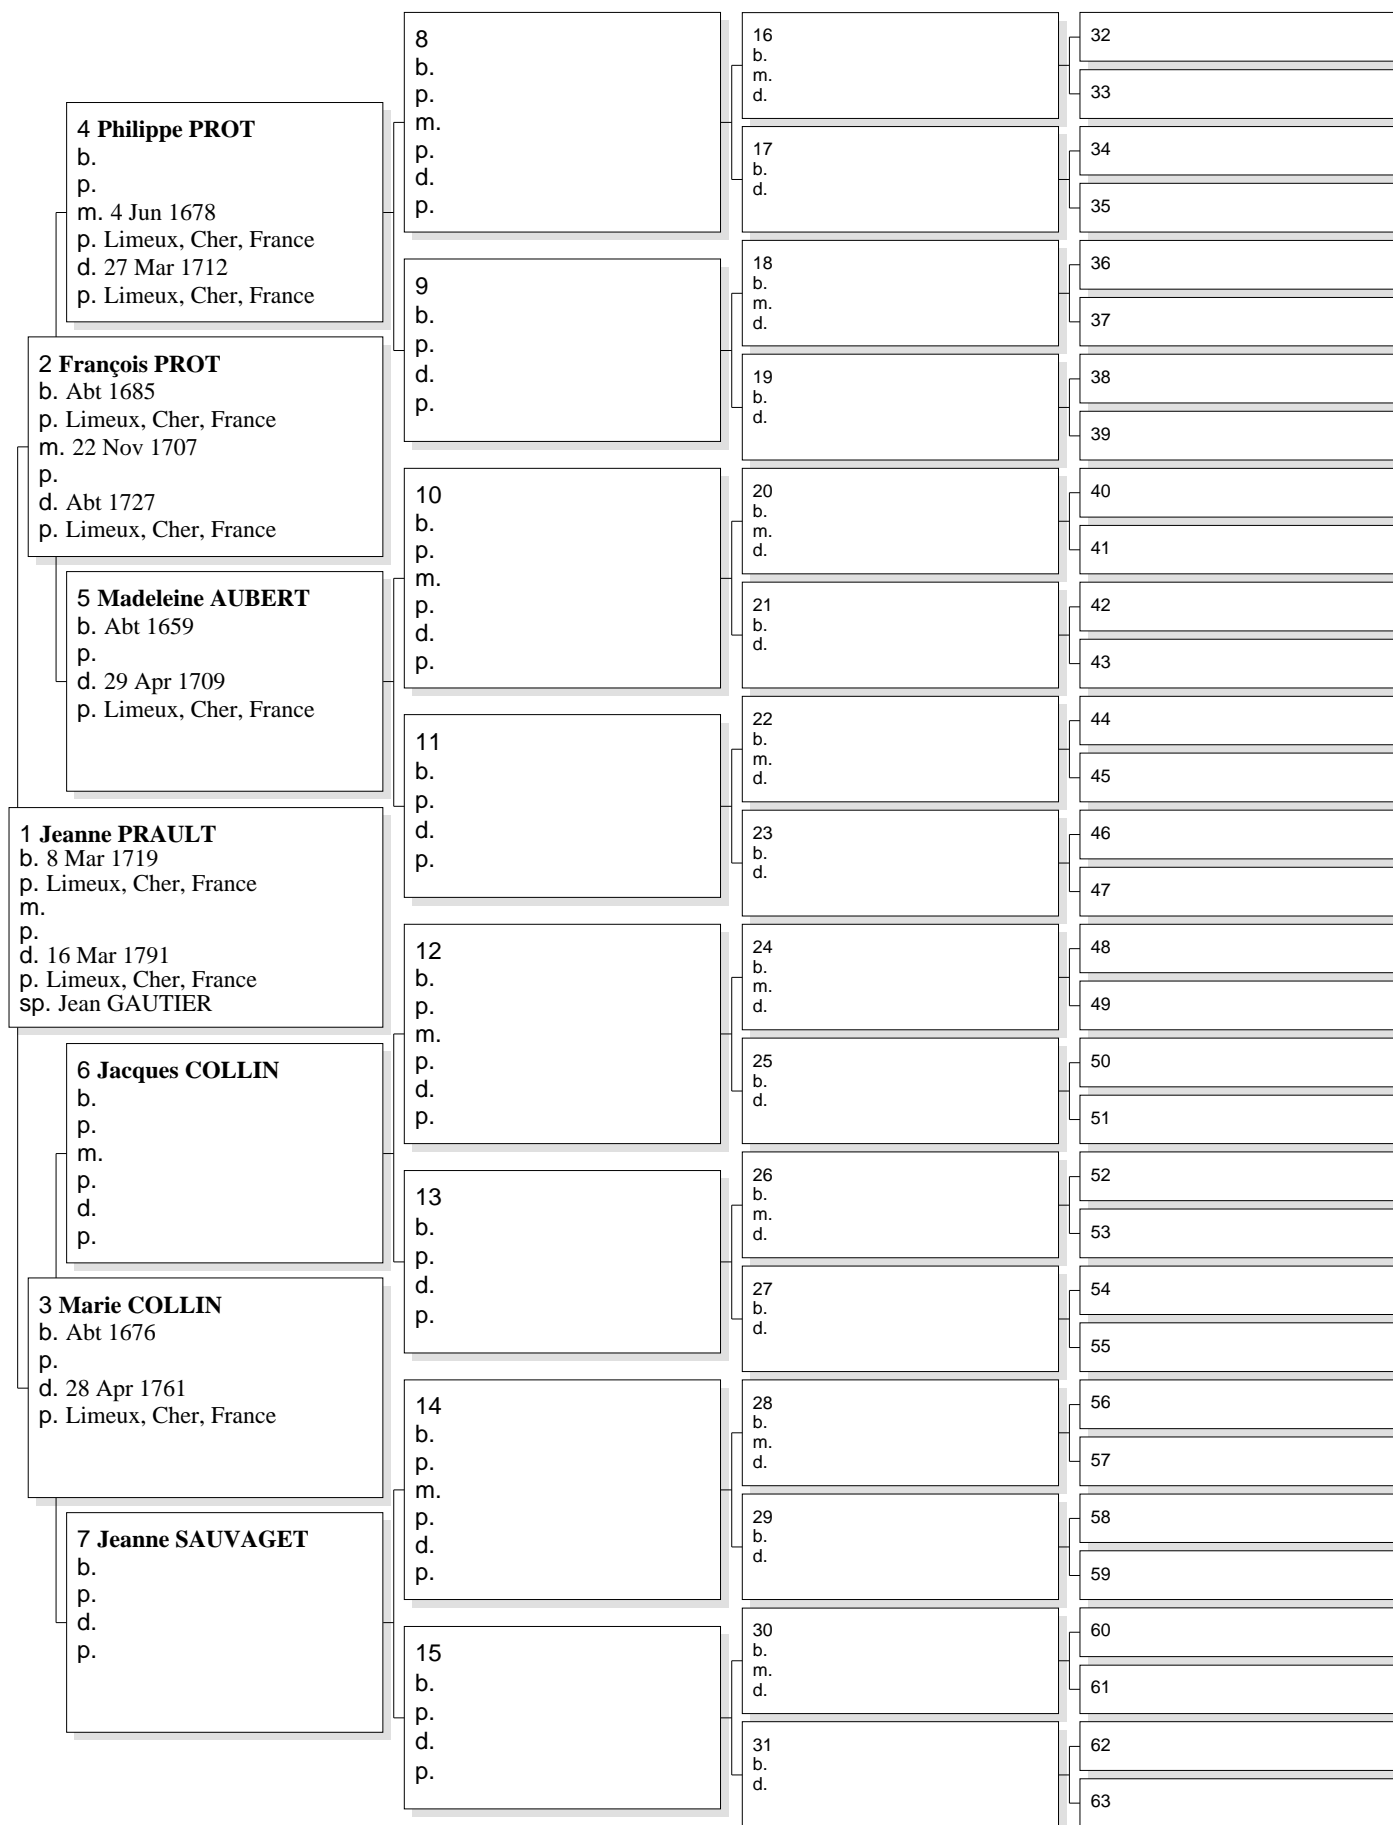 4 Philippe PROT
b.
p.
m. 4 Jun 1678
p. Limeux, Cher, France
d. 27 Mar 1712
p. Limeux, Cher, France
2 François PROT
b. Abt 1685
p. Limeux, Cher, France
m. 22 Nov 1707
p.
d. Abt 1727
p. Limeux, Cher, France
5 Madeleine AUBERT
b. Abt 1659
p.
d. 29 Apr 1709
p. Limeux, Cher, France
1 Jeanne PRAULT
b. 8 Mar 1719
p. Limeux, Cher, France
m.
p.
d. 16 Mar 1791
p. Limeux, Cher, France
sp. Jean GAUTIER
6 Jacques COLLIN
b.
p.
m.
p.
d.
p.
3 Marie COLLIN
b. Abt 1676
p.
d. 28 Apr 1761
p. Limeux, Cher, France
7 Jeanne SAUVAGET
b.
p.
d.
p.
8
b.
p.
m.
p.
d.
p.
9
b.
p.
d.
p.
10
b.
p.
m.
p.
d.
p.
11
b.
p.
d.
p.
12
b.
p.
m.
p.
d.
p.
13
b.
p.
d.
p.
14
b.
p.
m.
p.
d.
p.
15
b.
p.
d.
p.
16
b.
m.
d.
17
b.
d.
18
b.
m.
d.
19
b.
d.
20
b.
m.
d.
21
b.
d.
22
b.
m.
d.
23
b.
d.
24
b.
m.
d.
25
b.
d.
26
b.
m.
d.
27
b.
d.
28
b.
m.
d.
29
b.
d.
30
b.
m.
d.
31
b.
d.
32
33
34
35
36
37
38
39
40
41
42
43
44
45
46
47
48
49
50
51
52
53
54
55
56
57
58
59
60
61
62
63